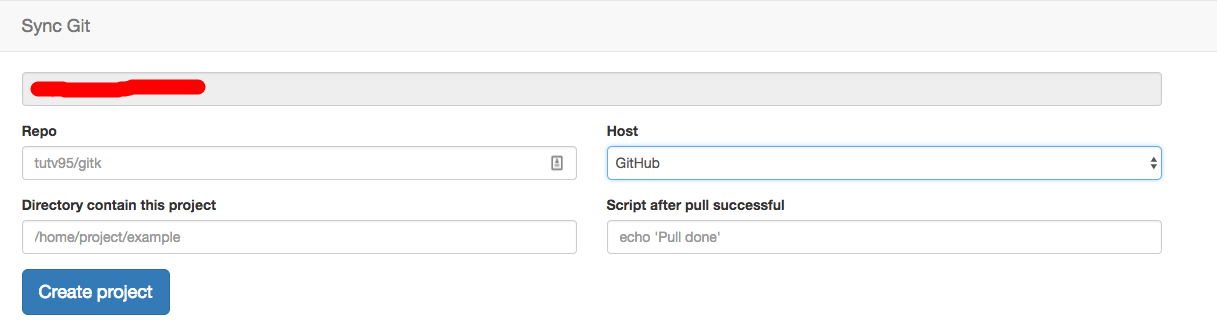 Sync Git
Repo
Host
tutv95/gitk
GitHub
Directory contain this project
Script after pull successful
/home/project/example
echo 'Pull done'
Create project